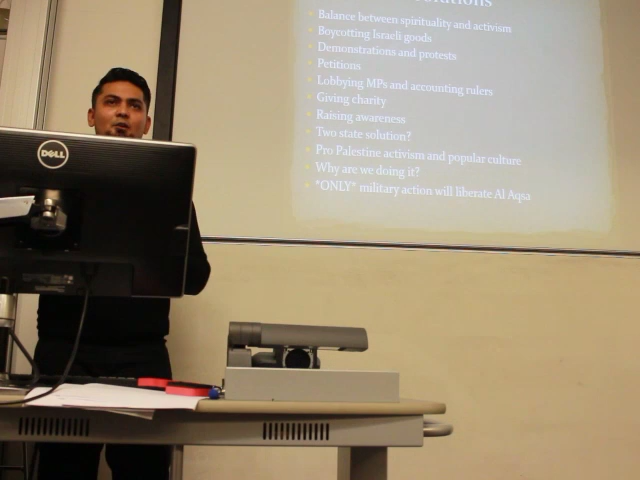 Solutions
Balance between spirituality and activism
Boycotting Israeli goods
Demonstrations and protests
Petitions
Lobbying MPs and accounting rulers
Giving charity
Raising awareness
Two state solution?
Pro Palestine activism and popular culture
Why are we doing it?
*ONLY* military action will liberate Al Aqsa
DELL